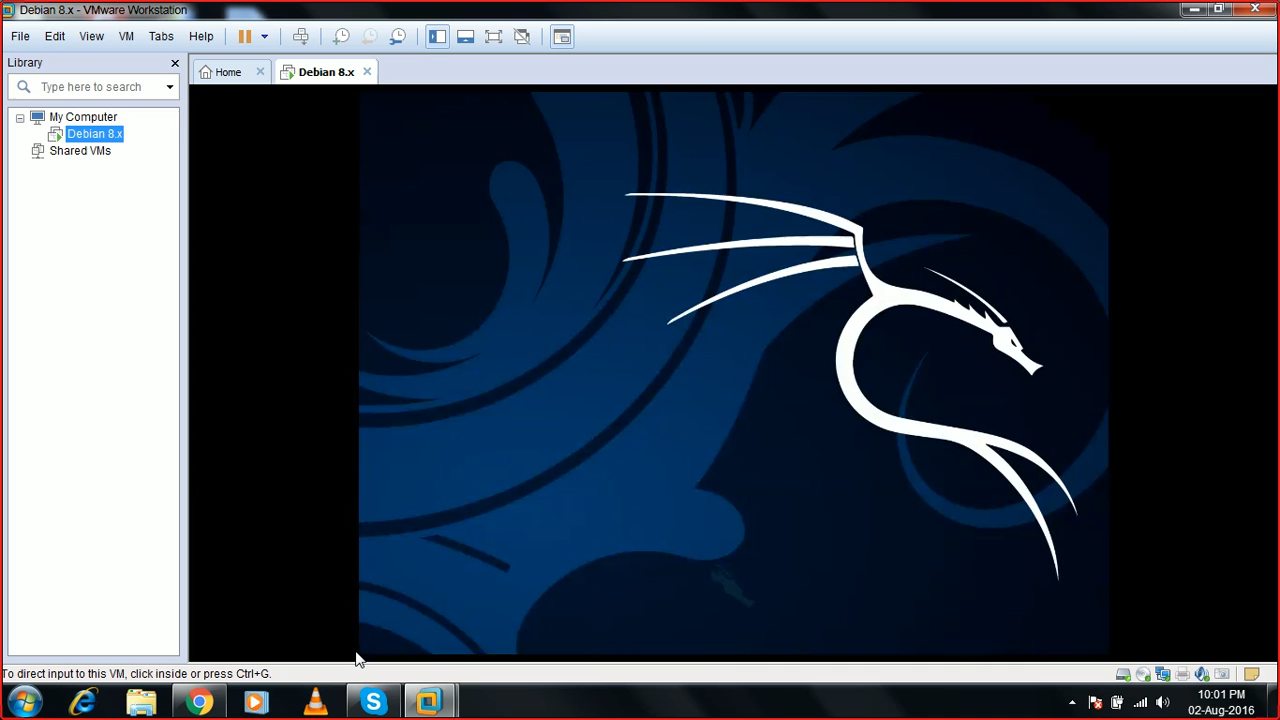 Debian 8.x - VMware Workstation
File Edit View VM Tabs Help
Library
Type here to search
My Computer
Debian 8.x
Shared VMs
Home
Debian 8.x
To direct input to this VM, click inside or press Ctrl+G.
10:01 PM
02-Aug-2016